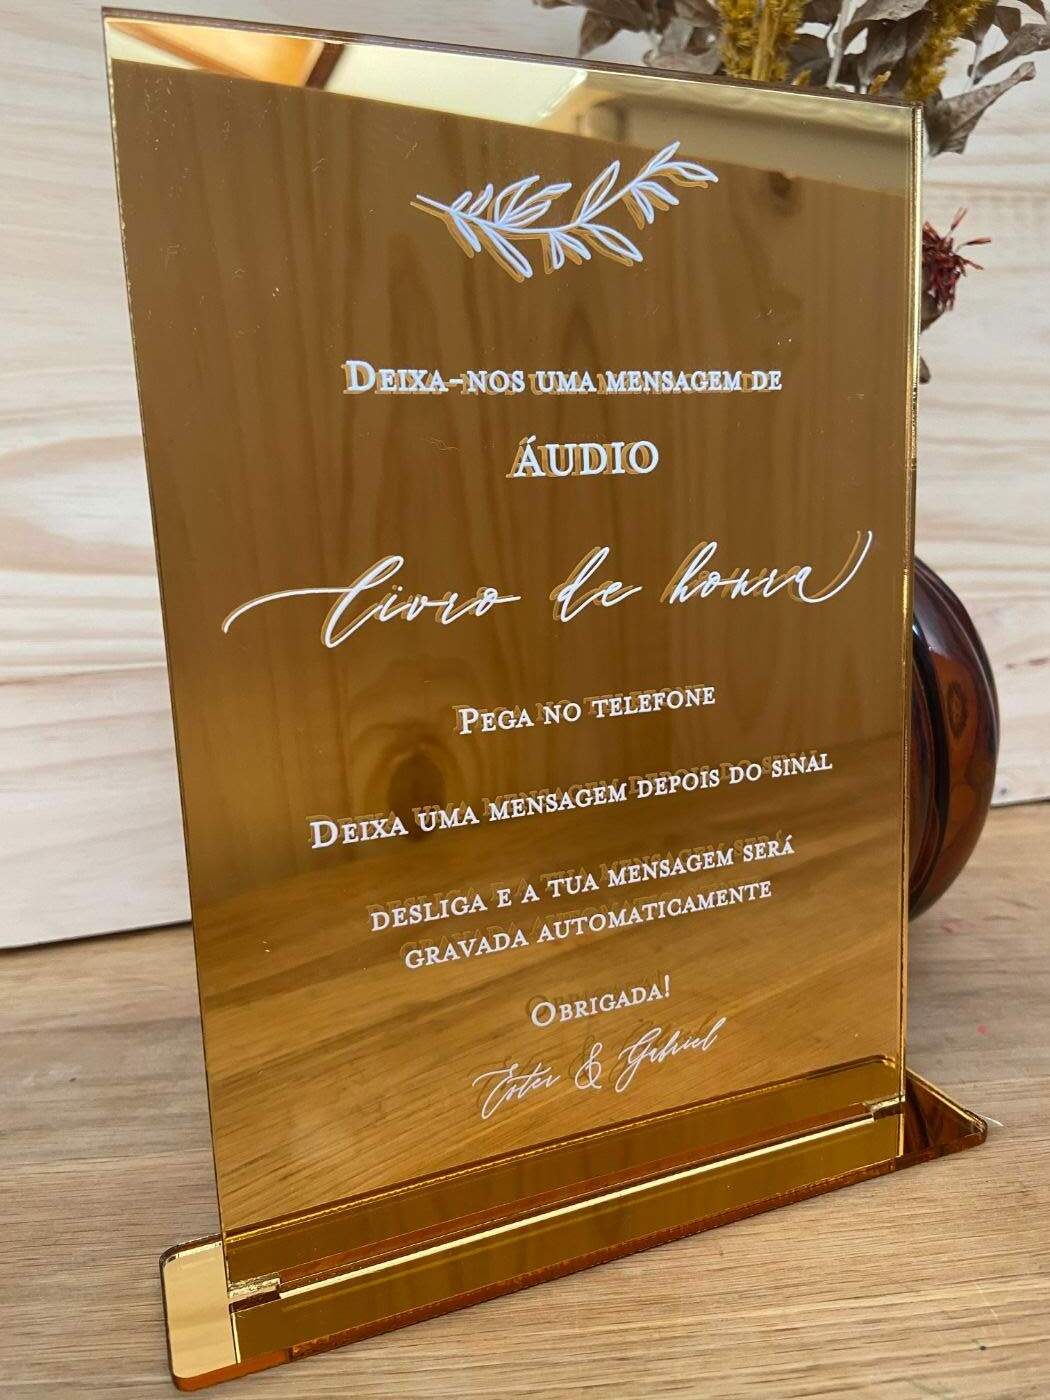 Deixa-nos uma mensagem de
ÁUDIO
livro de honra
Pega no telefone
Deixa uma mensagem depois do sinal
desliga e a tua mensagem será
gravada automaticamente
Obrigada!
Ester & Gabriel